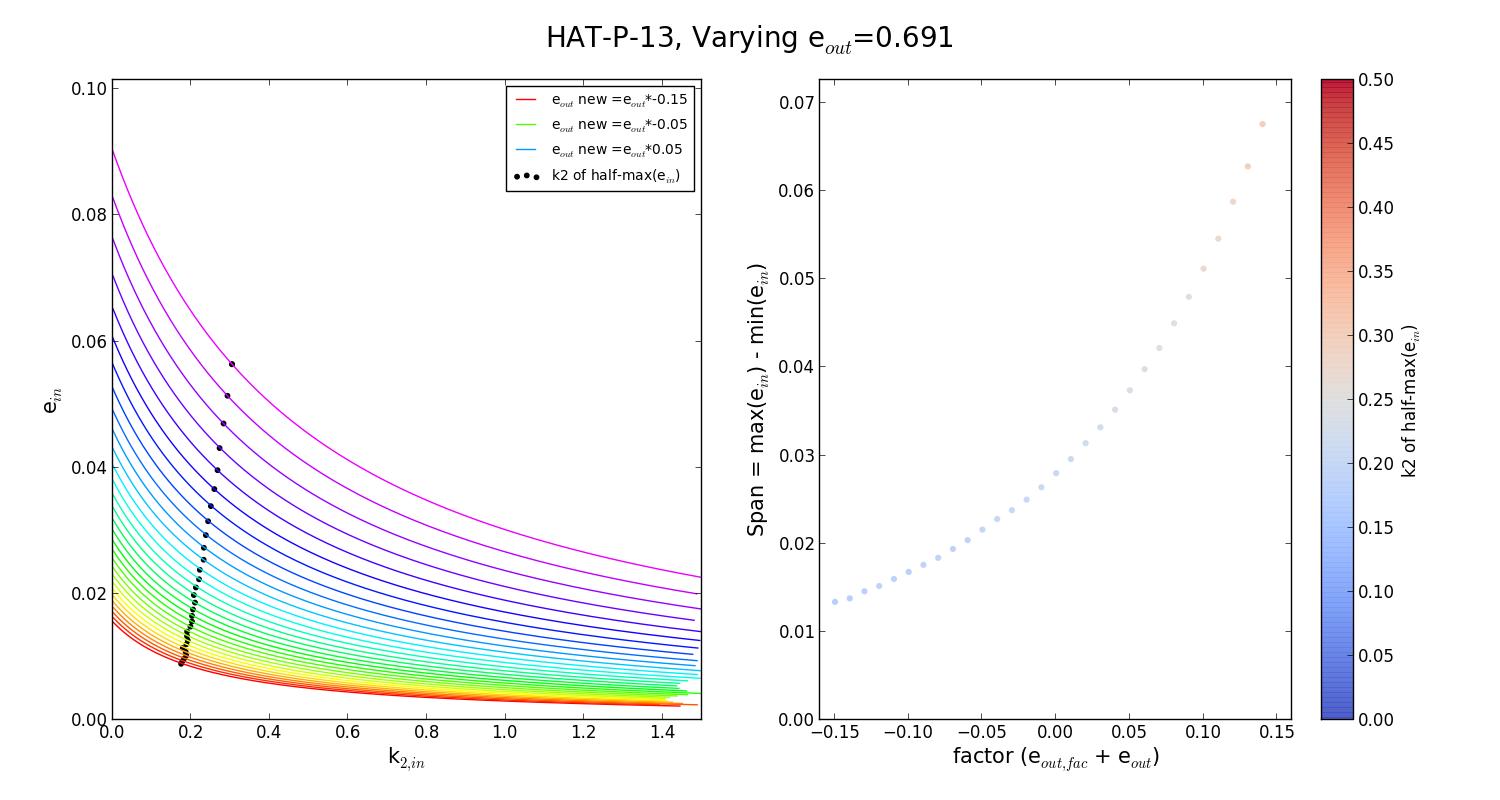 HAT-P-13, Varying e_out=0.691
0.10
0.08
0.06
0.04
0.02
0.00
e_in
0.0 0.2 0.4 0.6 0.8 1.0 1.2 1.4
k_2,in
e_out new =e_out*-0.15
e_out new =e_out*-0.05
e_out new =e_out*0.05
k2 of half-max(e_in)
0.07
0.06
0.05
0.04
0.03
0.02
0.01
0.00
Span = max(e_in) - min(e_in)
−0.15 −0.10 −0.05 0.00 0.05 0.10 0.15
factor (e_out,fac + e_out)
0.50
0.45
0.40
0.35
0.30
0.25
0.20
0.15
0.10
0.05
0.00
k2 of half-max(e_in)